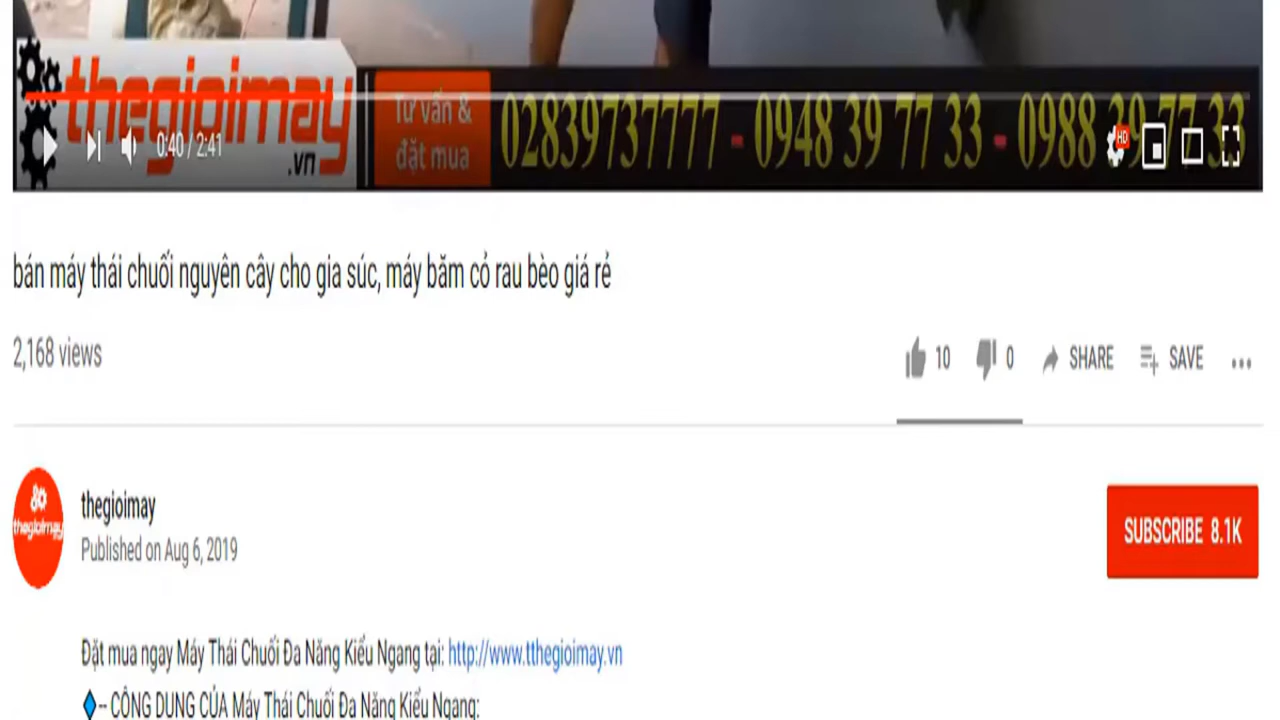 thegioimay
.vn
Tư vấn &
đặt mua
02839737777 - 0948 39 77 33 - 0988 39 77 33
0:40 / 2:41
HD
bán máy thái chuối nguyên cây cho gia súc, máy băm cỏ rau bèo giá rẻ
2,168 views
10 0 SHARE SAVE
thegioimay
thegioimay
Published on Aug 6, 2019
SUBSCRIBE 8.1K
Đặt mua ngay Máy Thái Chuối Đa Năng Kiểu Ngang tại: http://www.tthegioimay.vn
-- CÔNG DỤNG CỦA Máy Thái Chuối Đa Năng Kiểu Ngang: